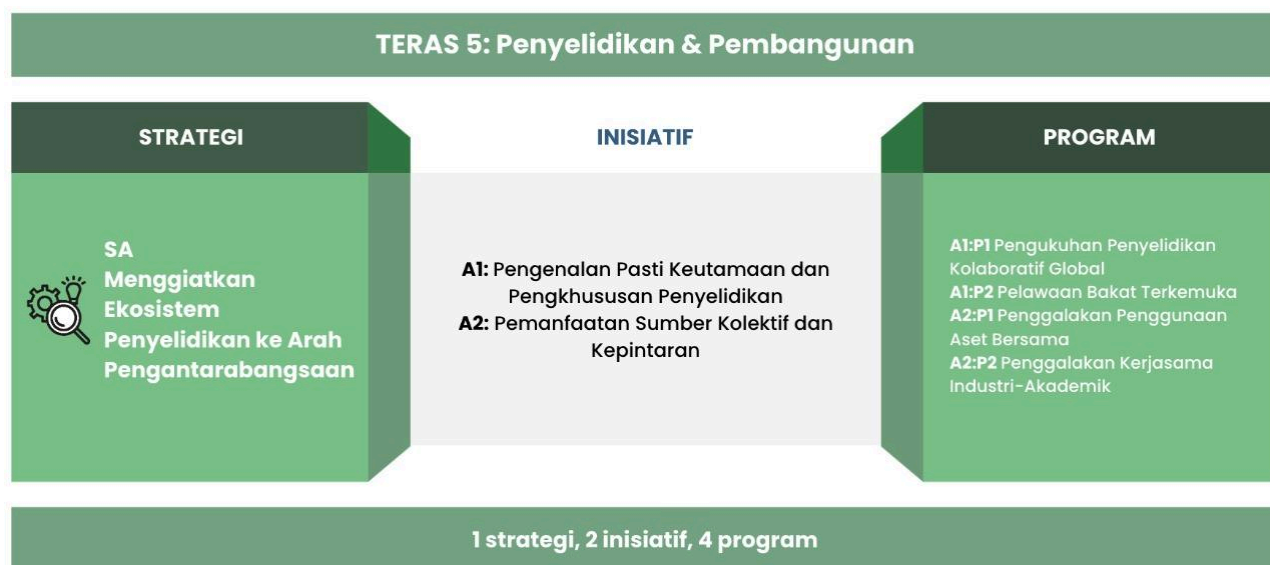 TERAS 5: Penyelidikan & Pembangunan
STRATEGI
SA
Menggiatkan
Ekosistem
Penyelidikan ke Arah
Pengantarabangsaan
INISIATIF
A1: Pengenalan Pasti Keutamaan dan
Pengkhususan Penyelidikan
A2: Pemanfaatan Sumber Kolektif dan
Kepintaran
PROGRAM
A1:P1 Pengukuhan Penyelidikan
Kolaboratif Global
A1:P2 Pelawaan Bakat Terkemuka
A2:P1 Penggalakan Penggunaan
Aset Bersama
A2:P2 Penggalakan Kerjasama
Industri-Akademik
1 strategi, 2 inisiatif, 4 program